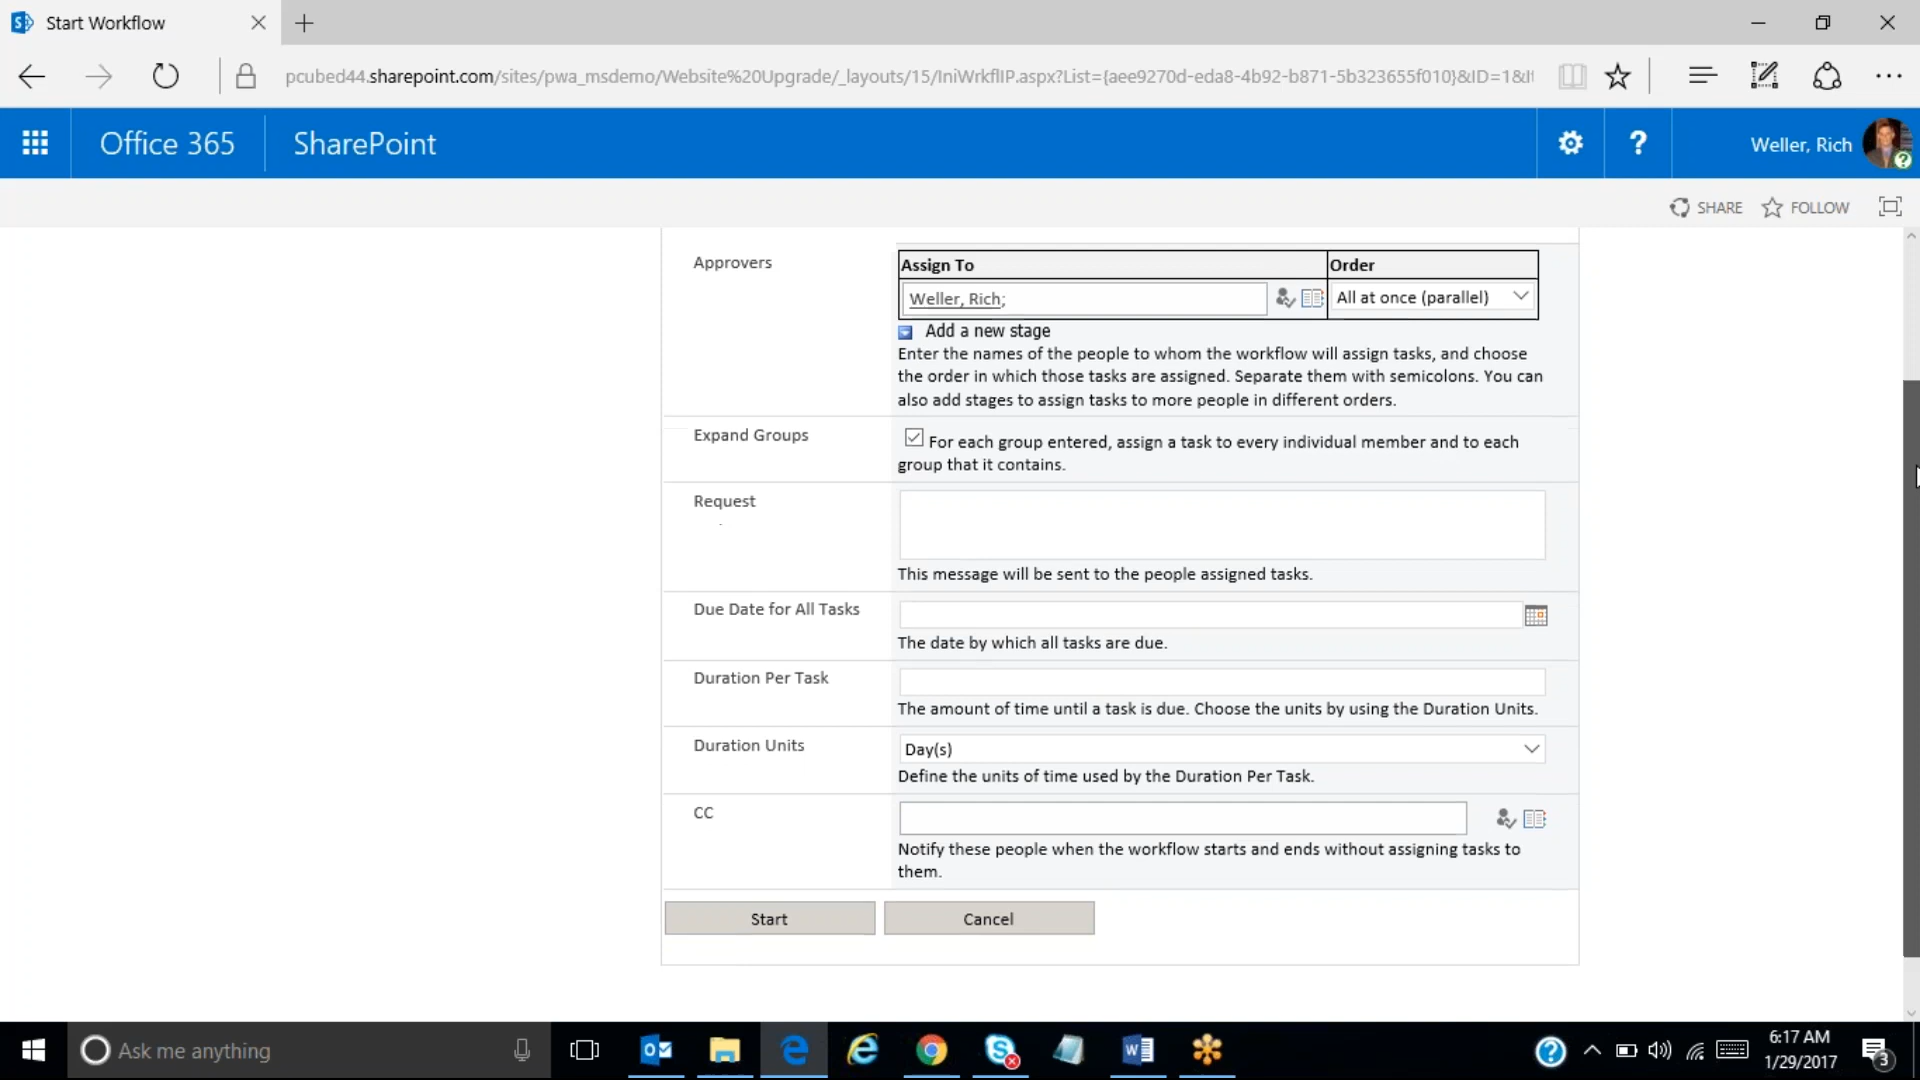 Start Workflow
pcubed44.sharepoint.com/sites/pwa_msdemo/Website%20Upgrade/_layouts/15/IniWrkflIP.aspx?List={aee9270d-eda8-4b92-b871-5b323655f010}&ID=1&It
Office 365
SharePoint
?
Weller, Rich
SHARE
FOLLOW
Approvers
Assign To
Order
Weller, Rich;
All at once (parallel)
Add a new stage
Enter the names of the people to whom the workflow will assign tasks, and choose
the order in which those tasks are assigned. Separate them with semicolons. You can
also add stages to assign tasks to more people in different orders.
Expand Groups
For each group entered, assign a task to every individual member and to each
group that it contains.
Request
This message will be sent to the people assigned tasks.
Due Date for All Tasks
The date by which all tasks are due.
Duration Per Task
The amount of time until a task is due. Choose the units by using the Duration Units.
Duration Units
Day(s)
Define the units of time used by the Duration Per Task.
CC
Notify these people when the workflow starts and ends without assigning tasks to
them.
Start
Cancel
Ask me anything
6:17 AM
1/29/2017
3